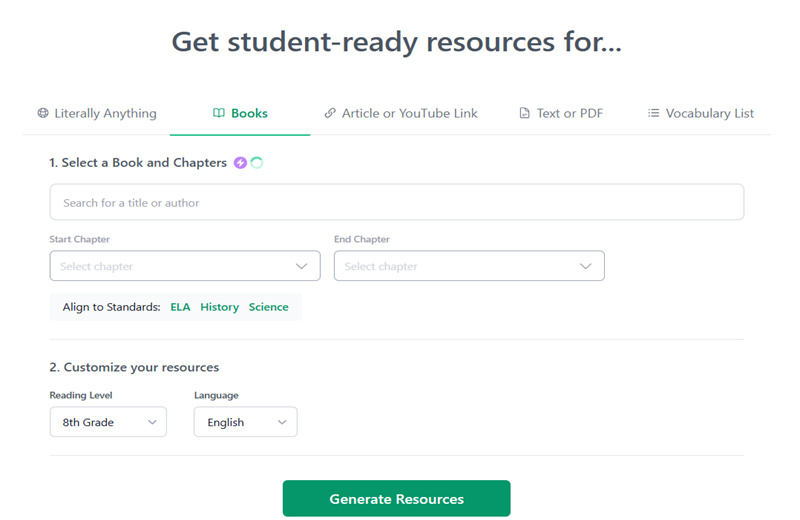 Get student-ready resources for...
Literally Anything
Books
Article or YouTube Link
Text or PDF
Vocabulary List
1. Select a Book and Chapters
Search for a title or author
Start Chapter
End Chapter
Select chapter
Select chapter
Align to Standards: ELA History Science
2. Customize your resources
Reading Level
Language
8th Grade
English
Generate Resources